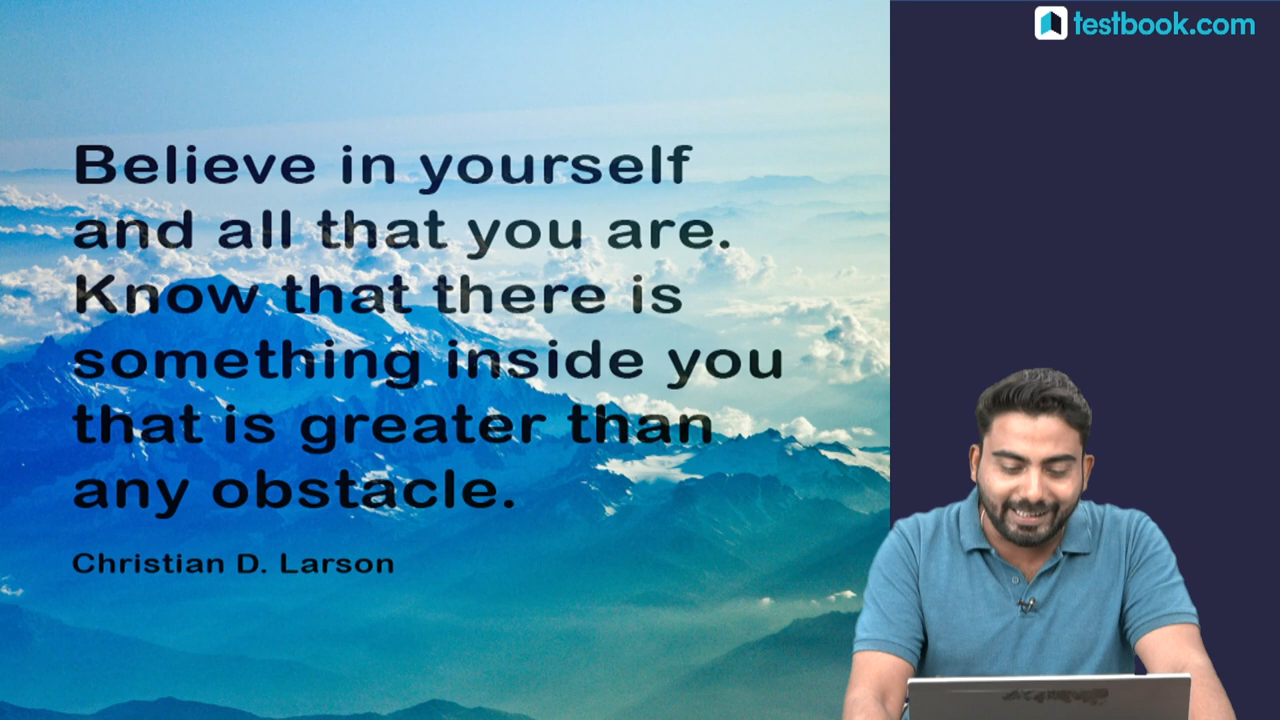 testbook.com
Believe in yourself
and all that you are.
Know that there is
something inside you
that is greater than
any obstacle.
Christian D. Larson